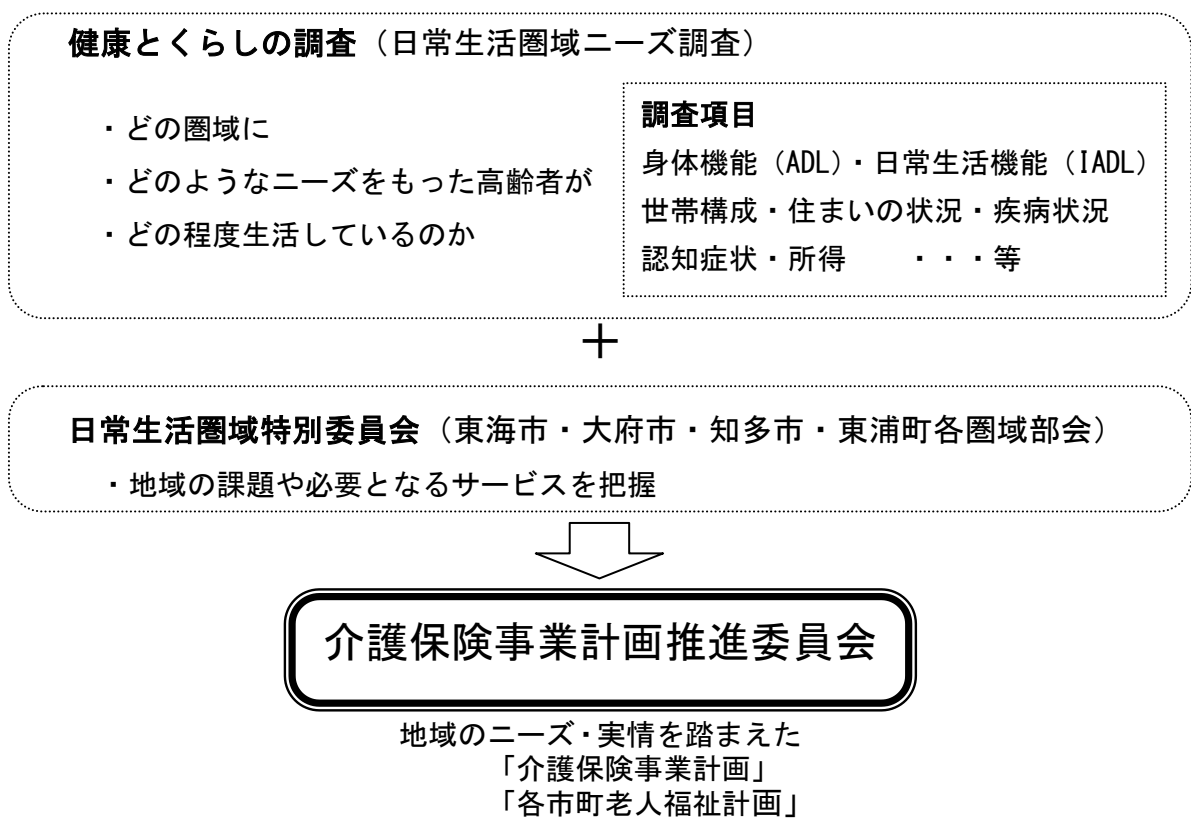 健康とくらしの調査（日常生活圏域ニーズ調査）
・どの圏域に
・どのようなニーズをもった高齢者が
・どの程度生活しているのか
調査項目
身体機能（ADL）・日常生活機能（IADL）
世帯構成・住まいの状況・疾病状況
認知症状・所得　　・・・等
＋
日常生活圏域特別委員会（東海市・大府市・知多市・東浦町各圏域部会）
・地域の課題や必要となるサービスを把握
介護保険事業計画推進委員会
地域のニーズ・実情を踏まえた
「介護保険事業計画」
「各市町老人福祉計画」